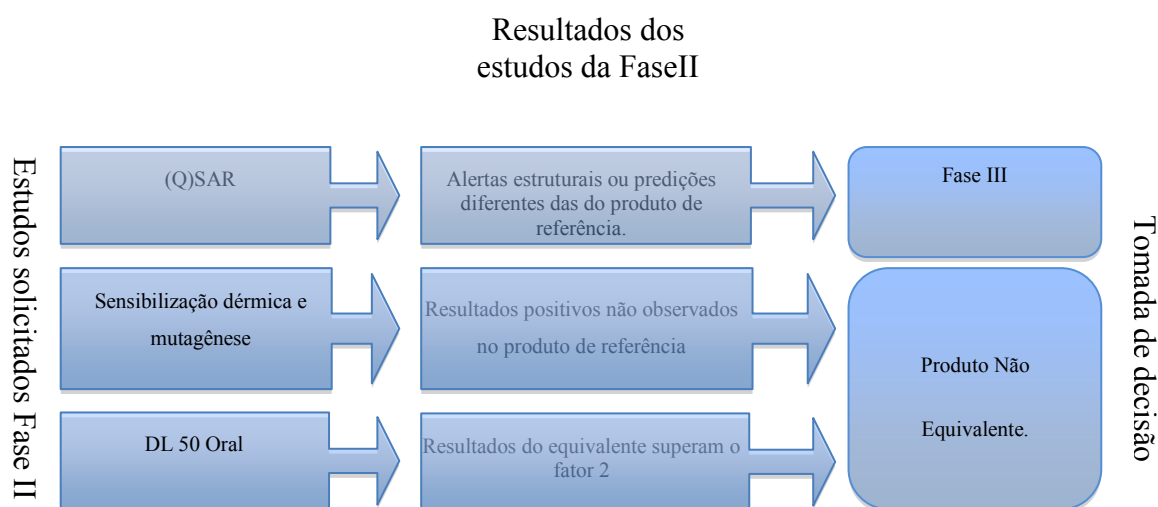 Resultados dos
estudos da FaseII
Estudos solicitados Fase II
(Q)SAR
Alertas estruturais ou predições
diferentes das do produto de
referência.
Fase III
Sensibilização dérmica e
mutagênese
Resultados positivos não observados
no produto de referência
Produto Não
Equivalente.
DL 50 Oral
Resultados do equivalente superam o
fator 2
Tomada de decisão